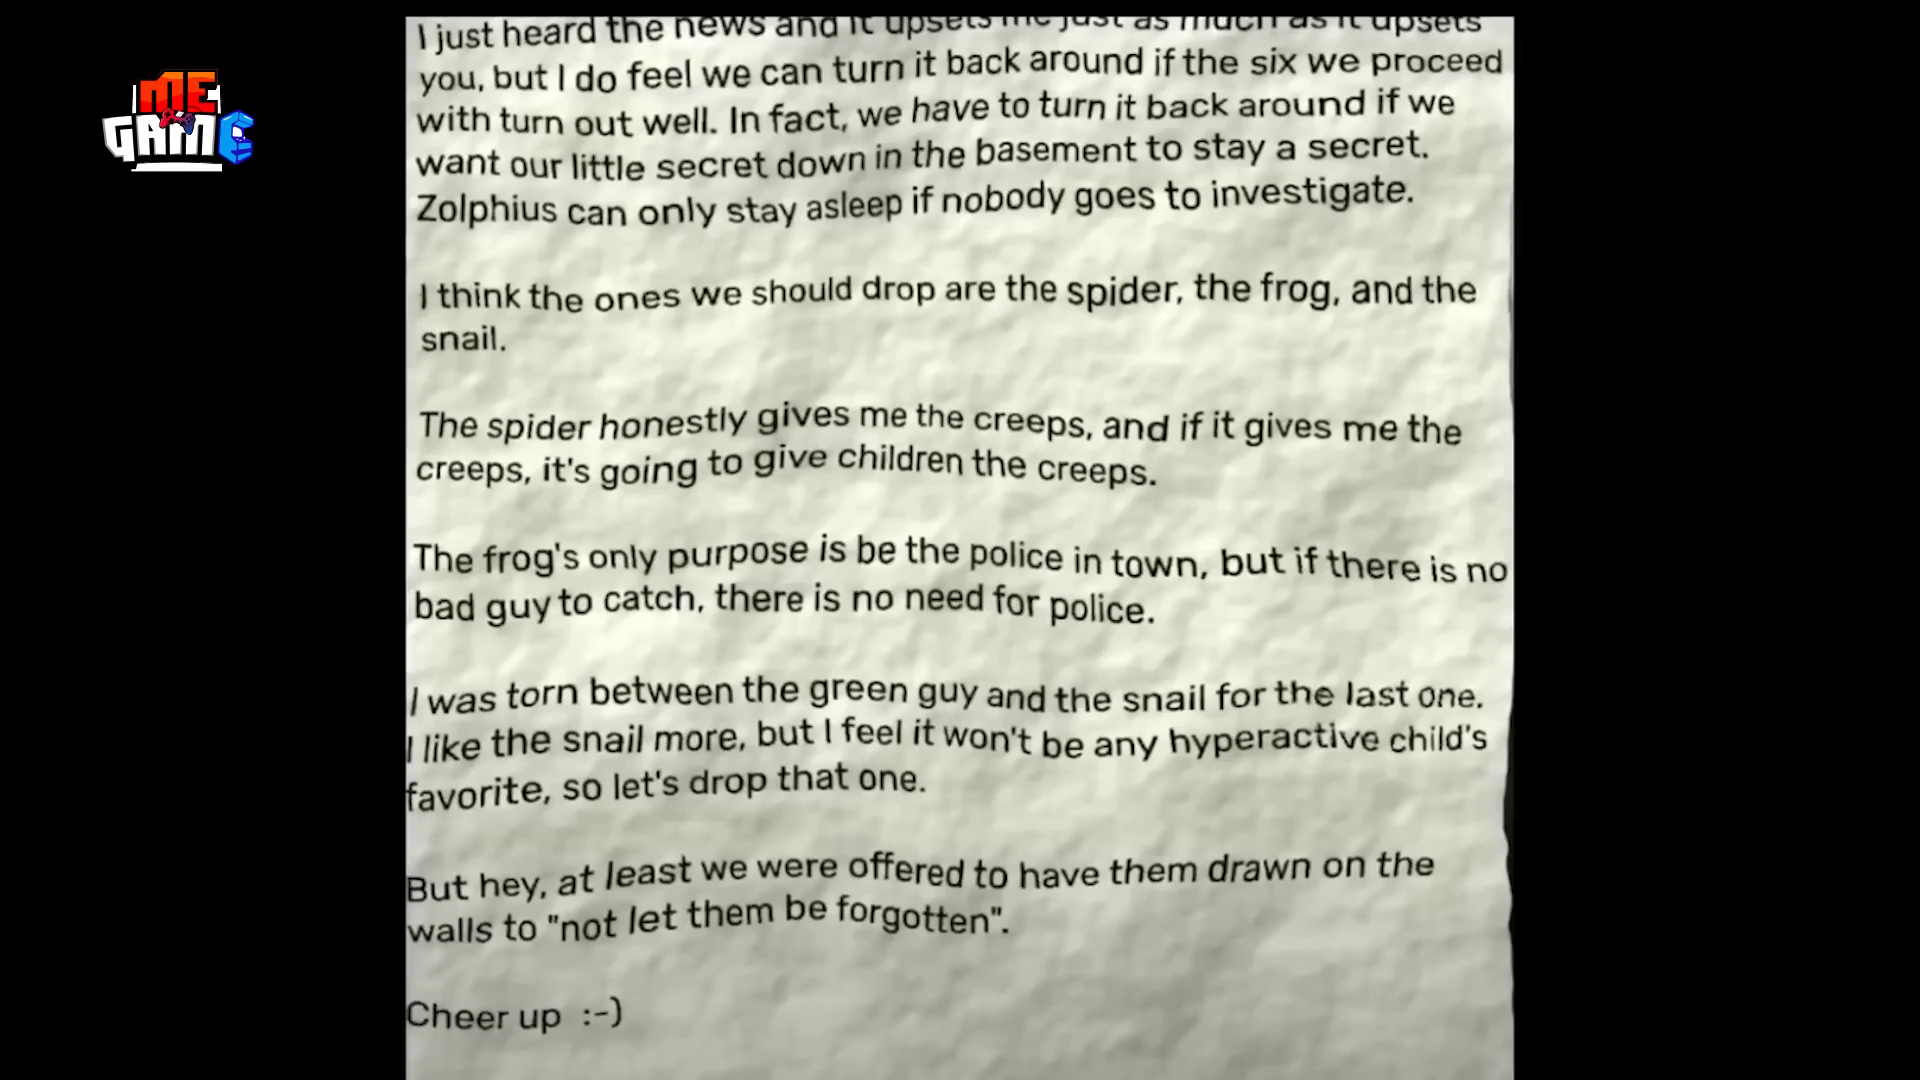 ME
GAME
I just heard the news and it upsets me just as much as it upsets
you, but I do feel we can turn it back around if the six we proceed
with turn out well. In fact, we have to turn it back around if we
want our little secret down in the basement to stay a secret.
Zolphius can only stay asleep if nobody goes to investigate.
I think the ones we should drop are the spider, the frog, and the
snail.
The spider honestly gives me the creeps, and if it gives me the
creeps, it's going to give children the creeps.
The frog's only purpose is be the police in town, but if there is no
bad guy to catch, there is no need for police.
I was torn between the green guy and the snail for the last one.
I like the snail more, but I feel it won't be any hyperactive child's
favorite, so let's drop that one.
But hey, at least we were offered to have them drawn on the
walls to "not let them be forgotten".
Cheer up :-)